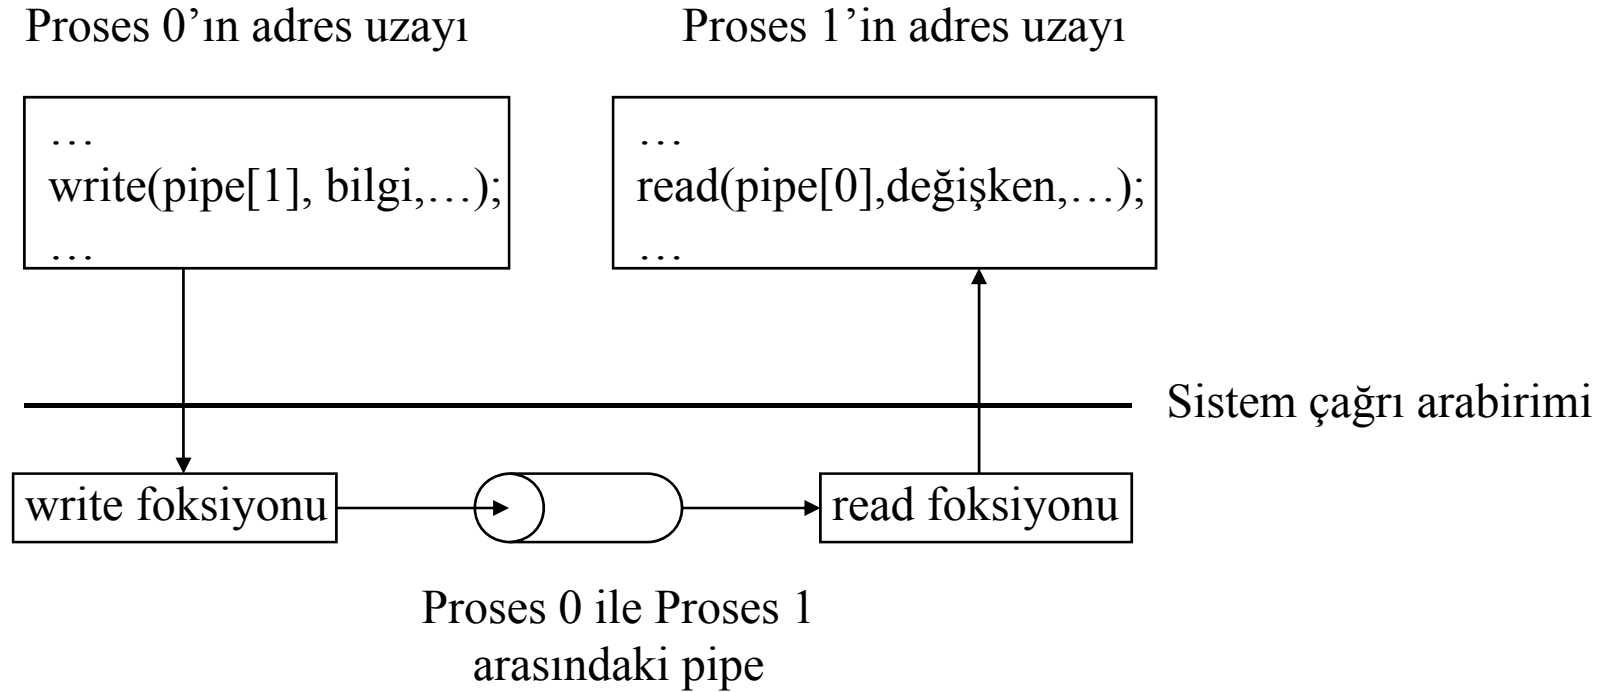 Proses 0’ın adres uzayı
Proses 1’in adres uzayı
…
write(pipe[1], bilgi,…);
…
…
read(pipe[0],değişken,…);
…
Sistem çağrı arabirimi
write foksiyonu
read foksiyonu
Proses 0 ile Proses 1
arasındaki pipe